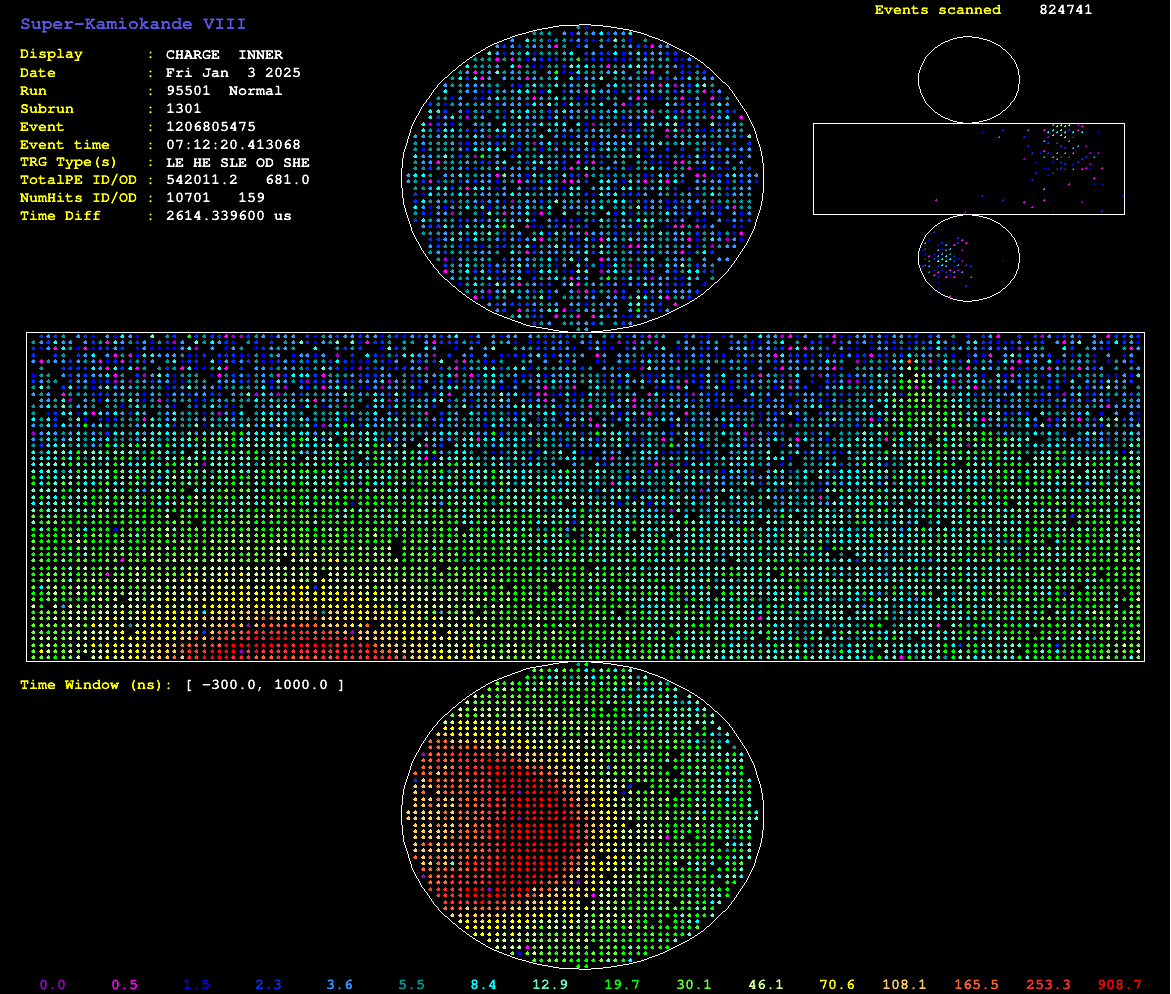 Super-Kamiokande VIII
Display : CHARGE INNER
Date : Fri Jan 3 2025
Run : 95501 Normal
Subrun : 1301
Event : 1206805475
Event time : 07:12:20.413068
TRG Type(s) : LE HE SLE OD SHE
TotalPE ID/OD : 542011.2 681.0
NumHits ID/OD : 10701 159
Time Diff : 2614.339600 us
Events scanned 824741
Time Window (ns): [ −300.0, 1000.0 ]
0.0 0.5 1.5 2.3 3.6 5.5 8.4 12.9 19.7 30.1 46.1 70.6 108.1 165.5 253.3 908.7